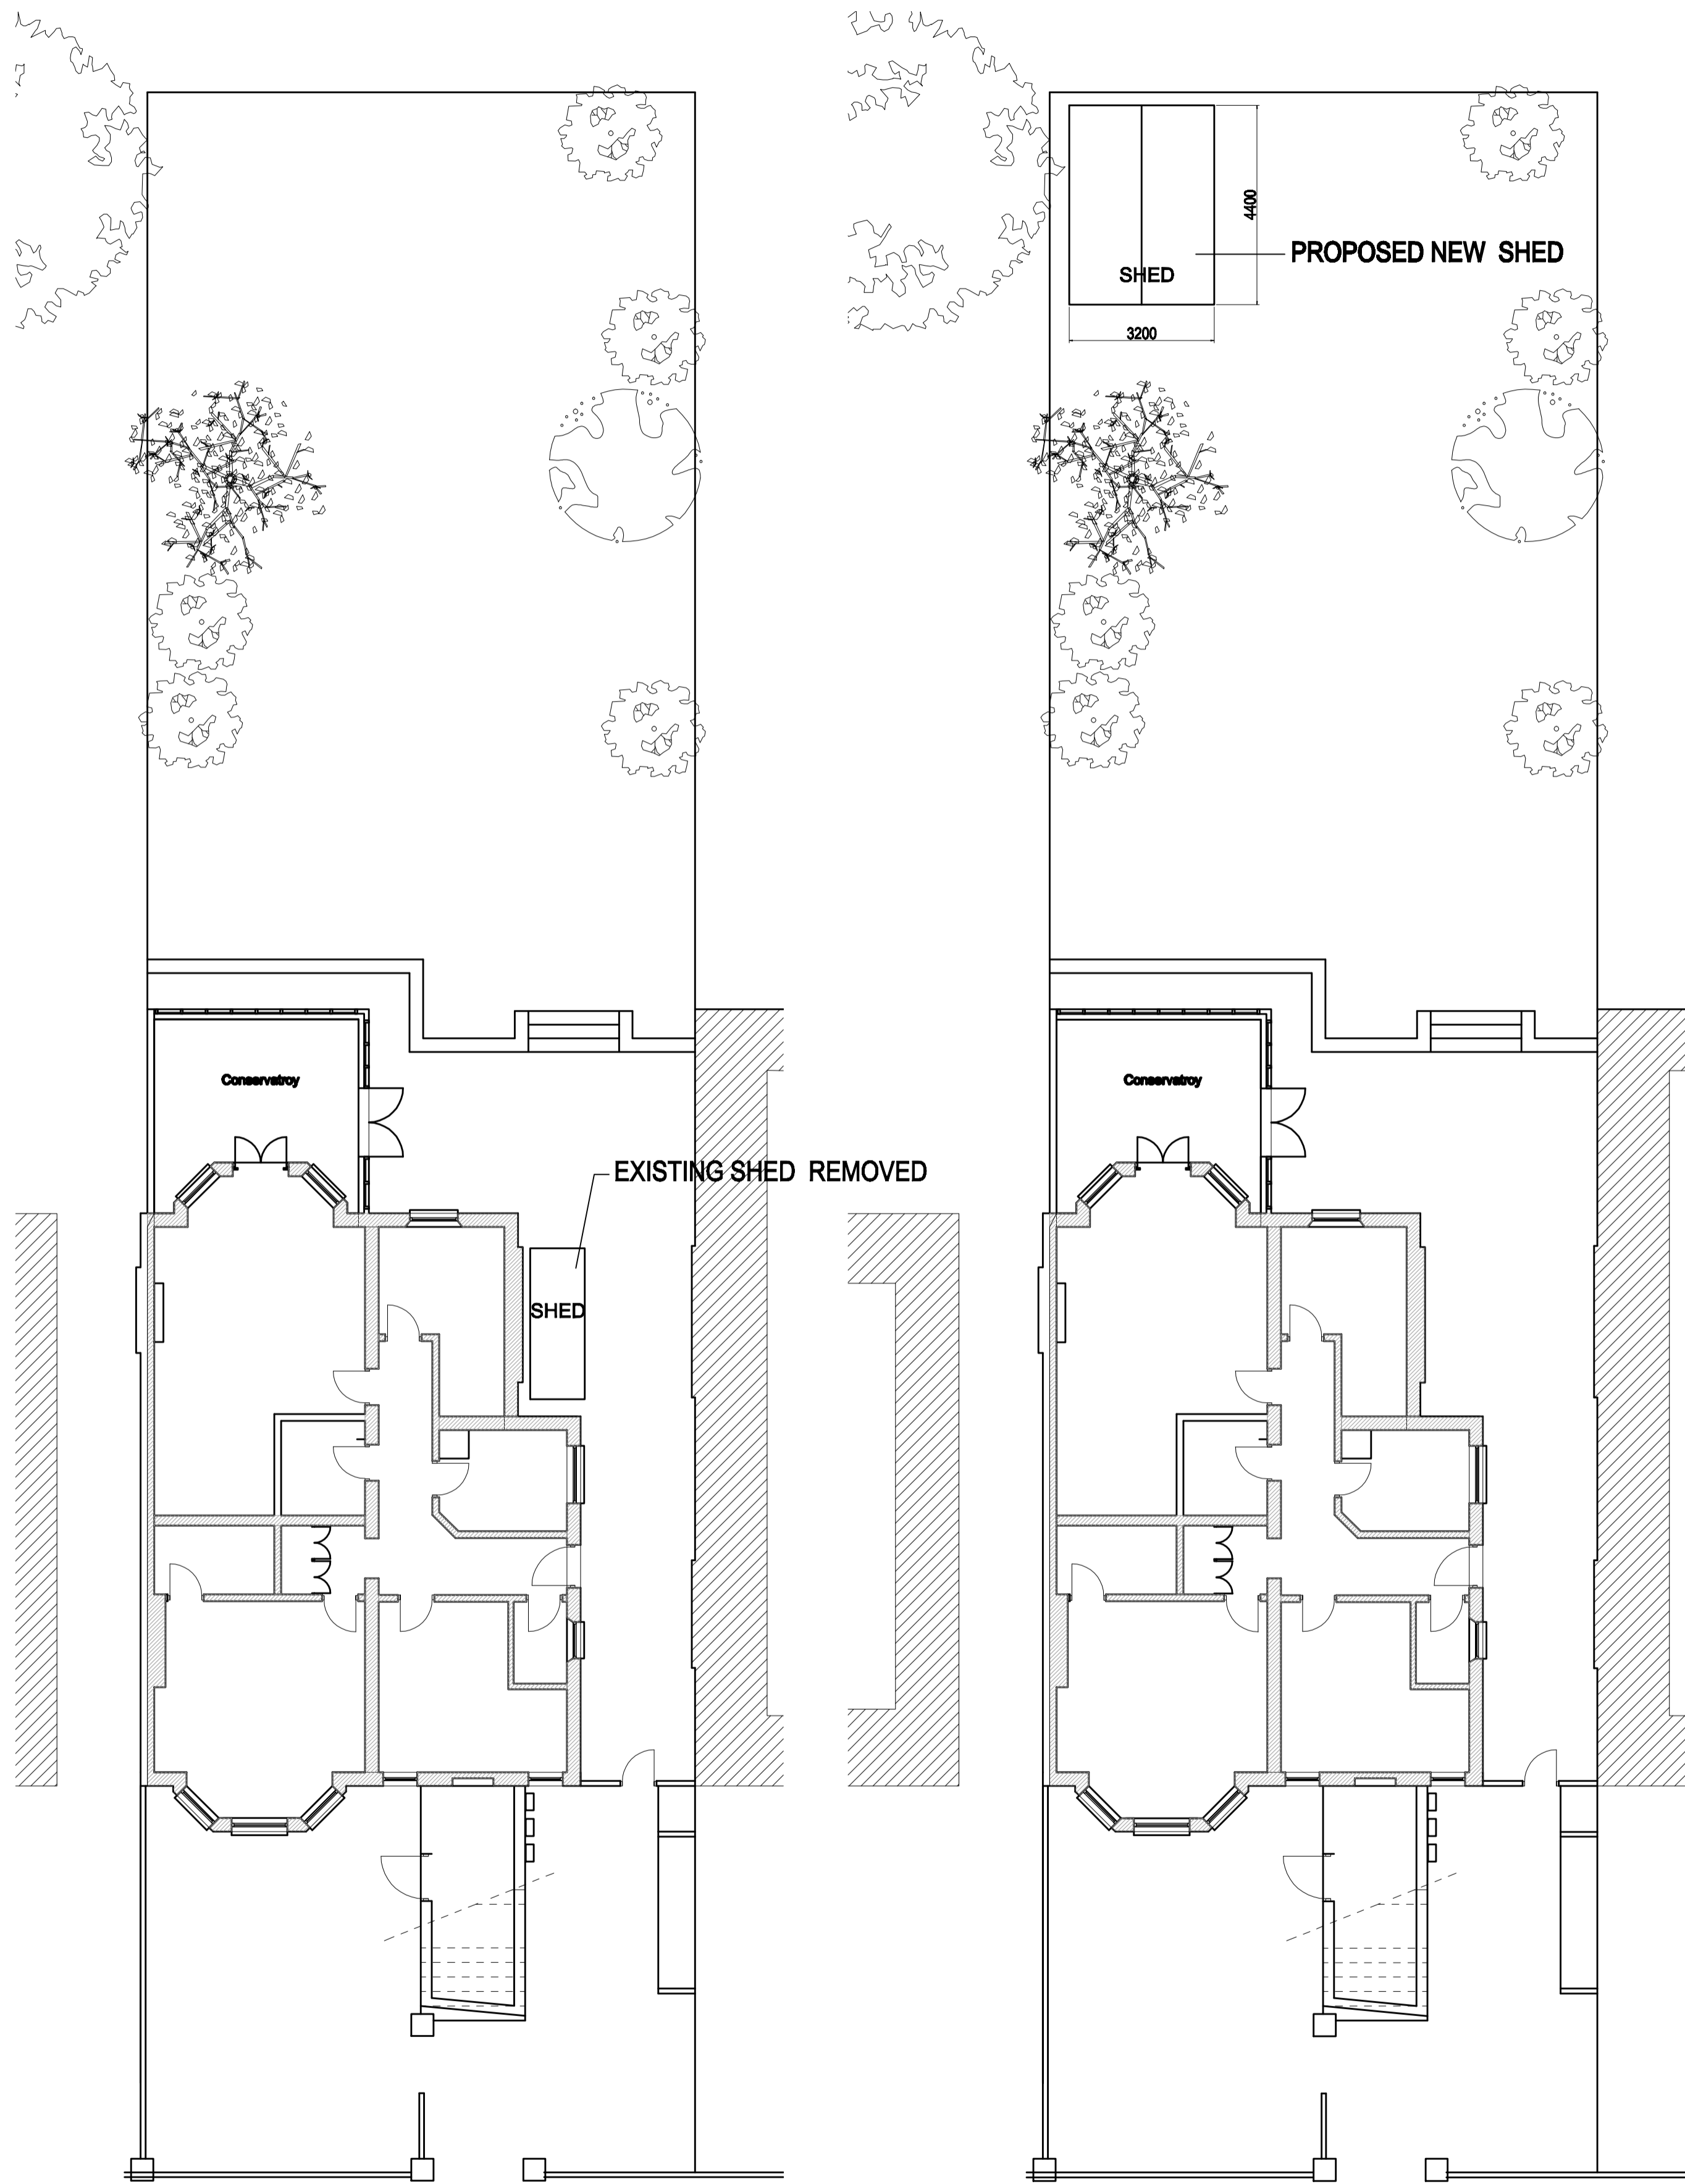 4400
PROPOSED NEW SHED
SHED
3200
Conservatroy
Conservatroy
EXISTING SHED REMOVED
SHED